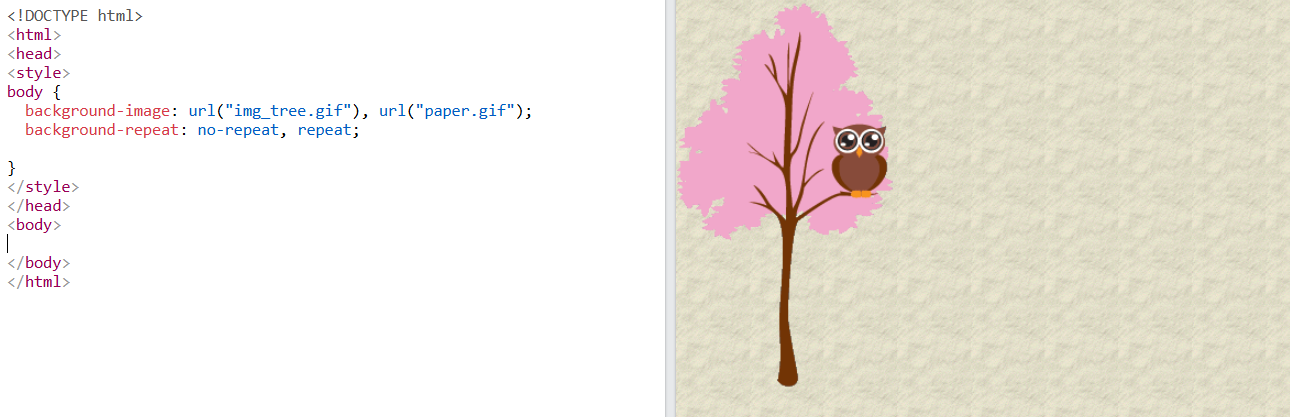 <!DOCTYPE html>
<html>
<head>
<style>
body {
  background-image: url("img_tree.gif"), url("paper.gif");
  background-repeat: no-repeat, repeat;

}
</style>
</head>
<body>

</body>
</html>